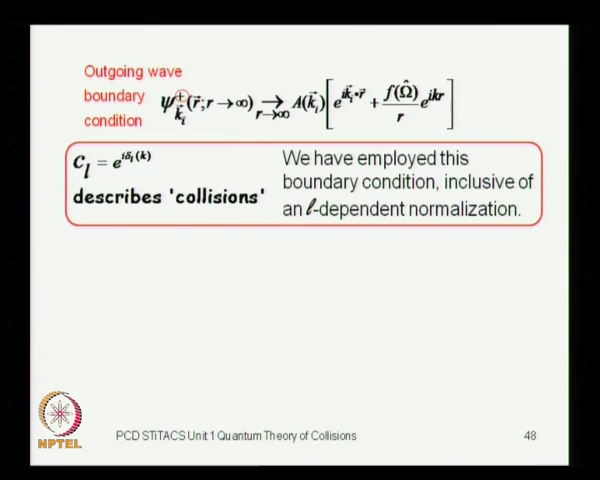 Outgoing wave
boundary
condition
ψ⁺_{k⃗ᵢ}(r⃗; r → ∞) →_{r→∞} A(k⃗ᵢ)[e^{ik⃗ᵢ•r⃗} + f(Ω̂)/r e^{ikr}]
c_l = e^{iδ_l(k)}
describes 'collisions'
We have employed this
boundary condition, inclusive of
an ℓ-dependent normalization.
NPTEL
PCD STiTACS Unit 1 Quantum Theory of Collisions
48